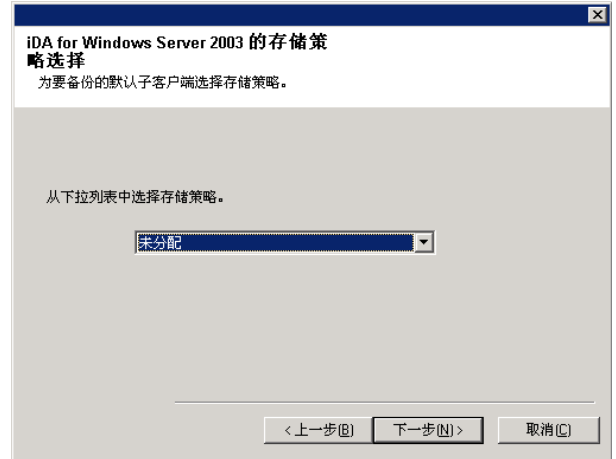 iDA for Windows Server 2003 的存储策
略选择
为要备份的默认子客户端选择存储策略。
从下拉列表中选择存储策略。
未分配
<上一步(B) 下一步(N)> 取消(C)